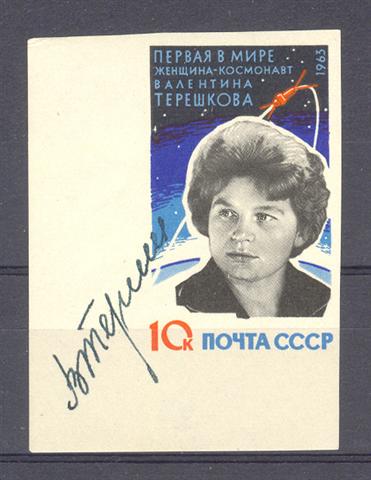 ПЕРВАЯ В МИРЕ
ЖЕНЩИНА-КОСМОНАВТ
ВАЛЕНТИНА
ТЕРЕШКОВА
1963
10К ПОЧТА СССР